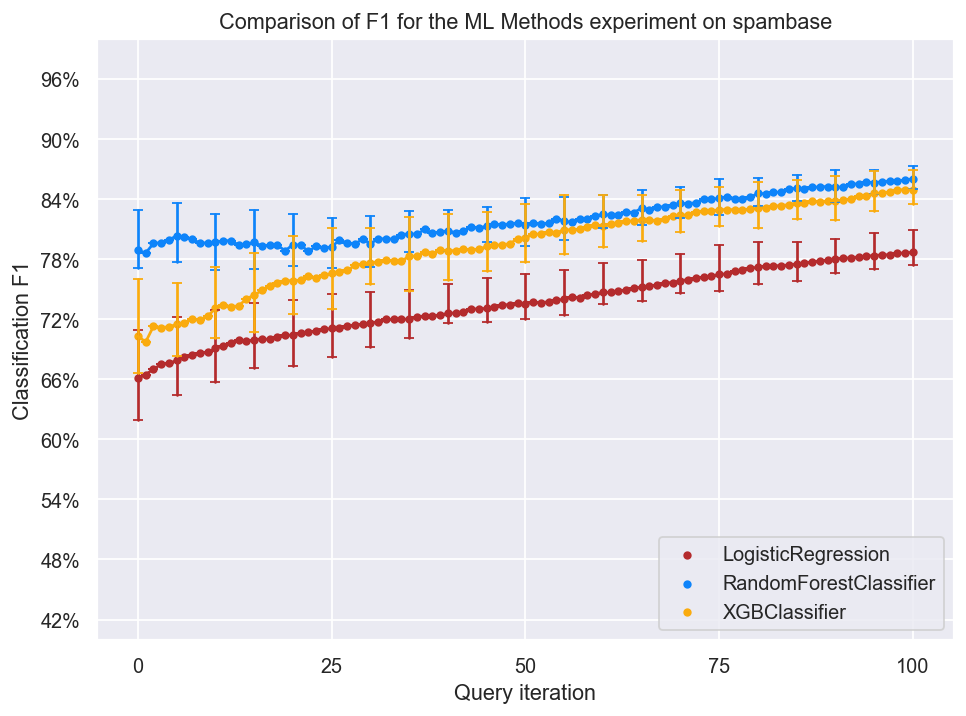 Comparison of F1 for the ML Methods experiment on spambase
Classification F1
96%
90%
84%
78%
72%
66%
60%
54%
48%
42%
LogisticRegression
RandomForestClassifier
XGBClassifier
0 25 50 75 100
Query iteration